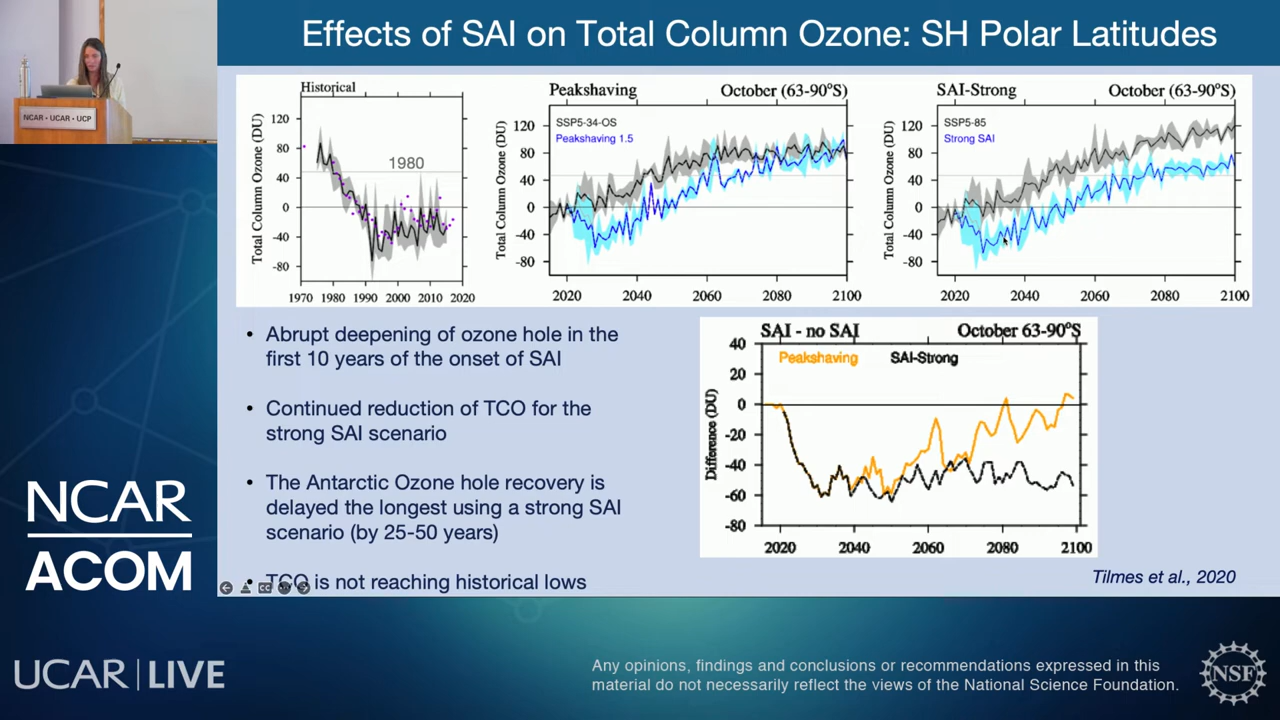 Effects of SAI on Total Column Ozone: SH Polar Latitudes
NCAR • UCAR • UCP
Historical
Total Column Ozone (DU)
120
80
40
0
-40
-80
1980
1970 1980 1990 2000 2010 2020
Peakshaving October (63-90°S)
SSP5-34-OS
Peakshaving 1.5
Total Column Ozone (DU)
120
80
40
0
-40
-80
2020 2040 2060 2080 2100
SAI-Strong October (63-90°S)
SSP5-85
Strong SAI
Total Column Ozone (DU)
120
80
40
0
-40
-80
2020 2040 2060 2080 2100
• Abrupt deepening of ozone hole in the
first 10 years of the onset of SAI
• Continued reduction of TCO for the
strong SAI scenario
• The Antarctic Ozone hole recovery is
delayed the longest using a strong SAI
scenario (by 25-50 years)
• TCO is not reaching historical lows
SAI - no SAI October 63-90°S
Peakshaving SAI-Strong
Difference (DU)
40
20
0
-20
-40
-60
-80
2020 2040 2060 2080 2100
Tilmes et al., 2020
NCAR
ACOM
UCAR | LIVE
Any opinions, findings and conclusions or recommendations expressed in this
material do not necessarily reflect the views of the National Science Foundation.
NSF